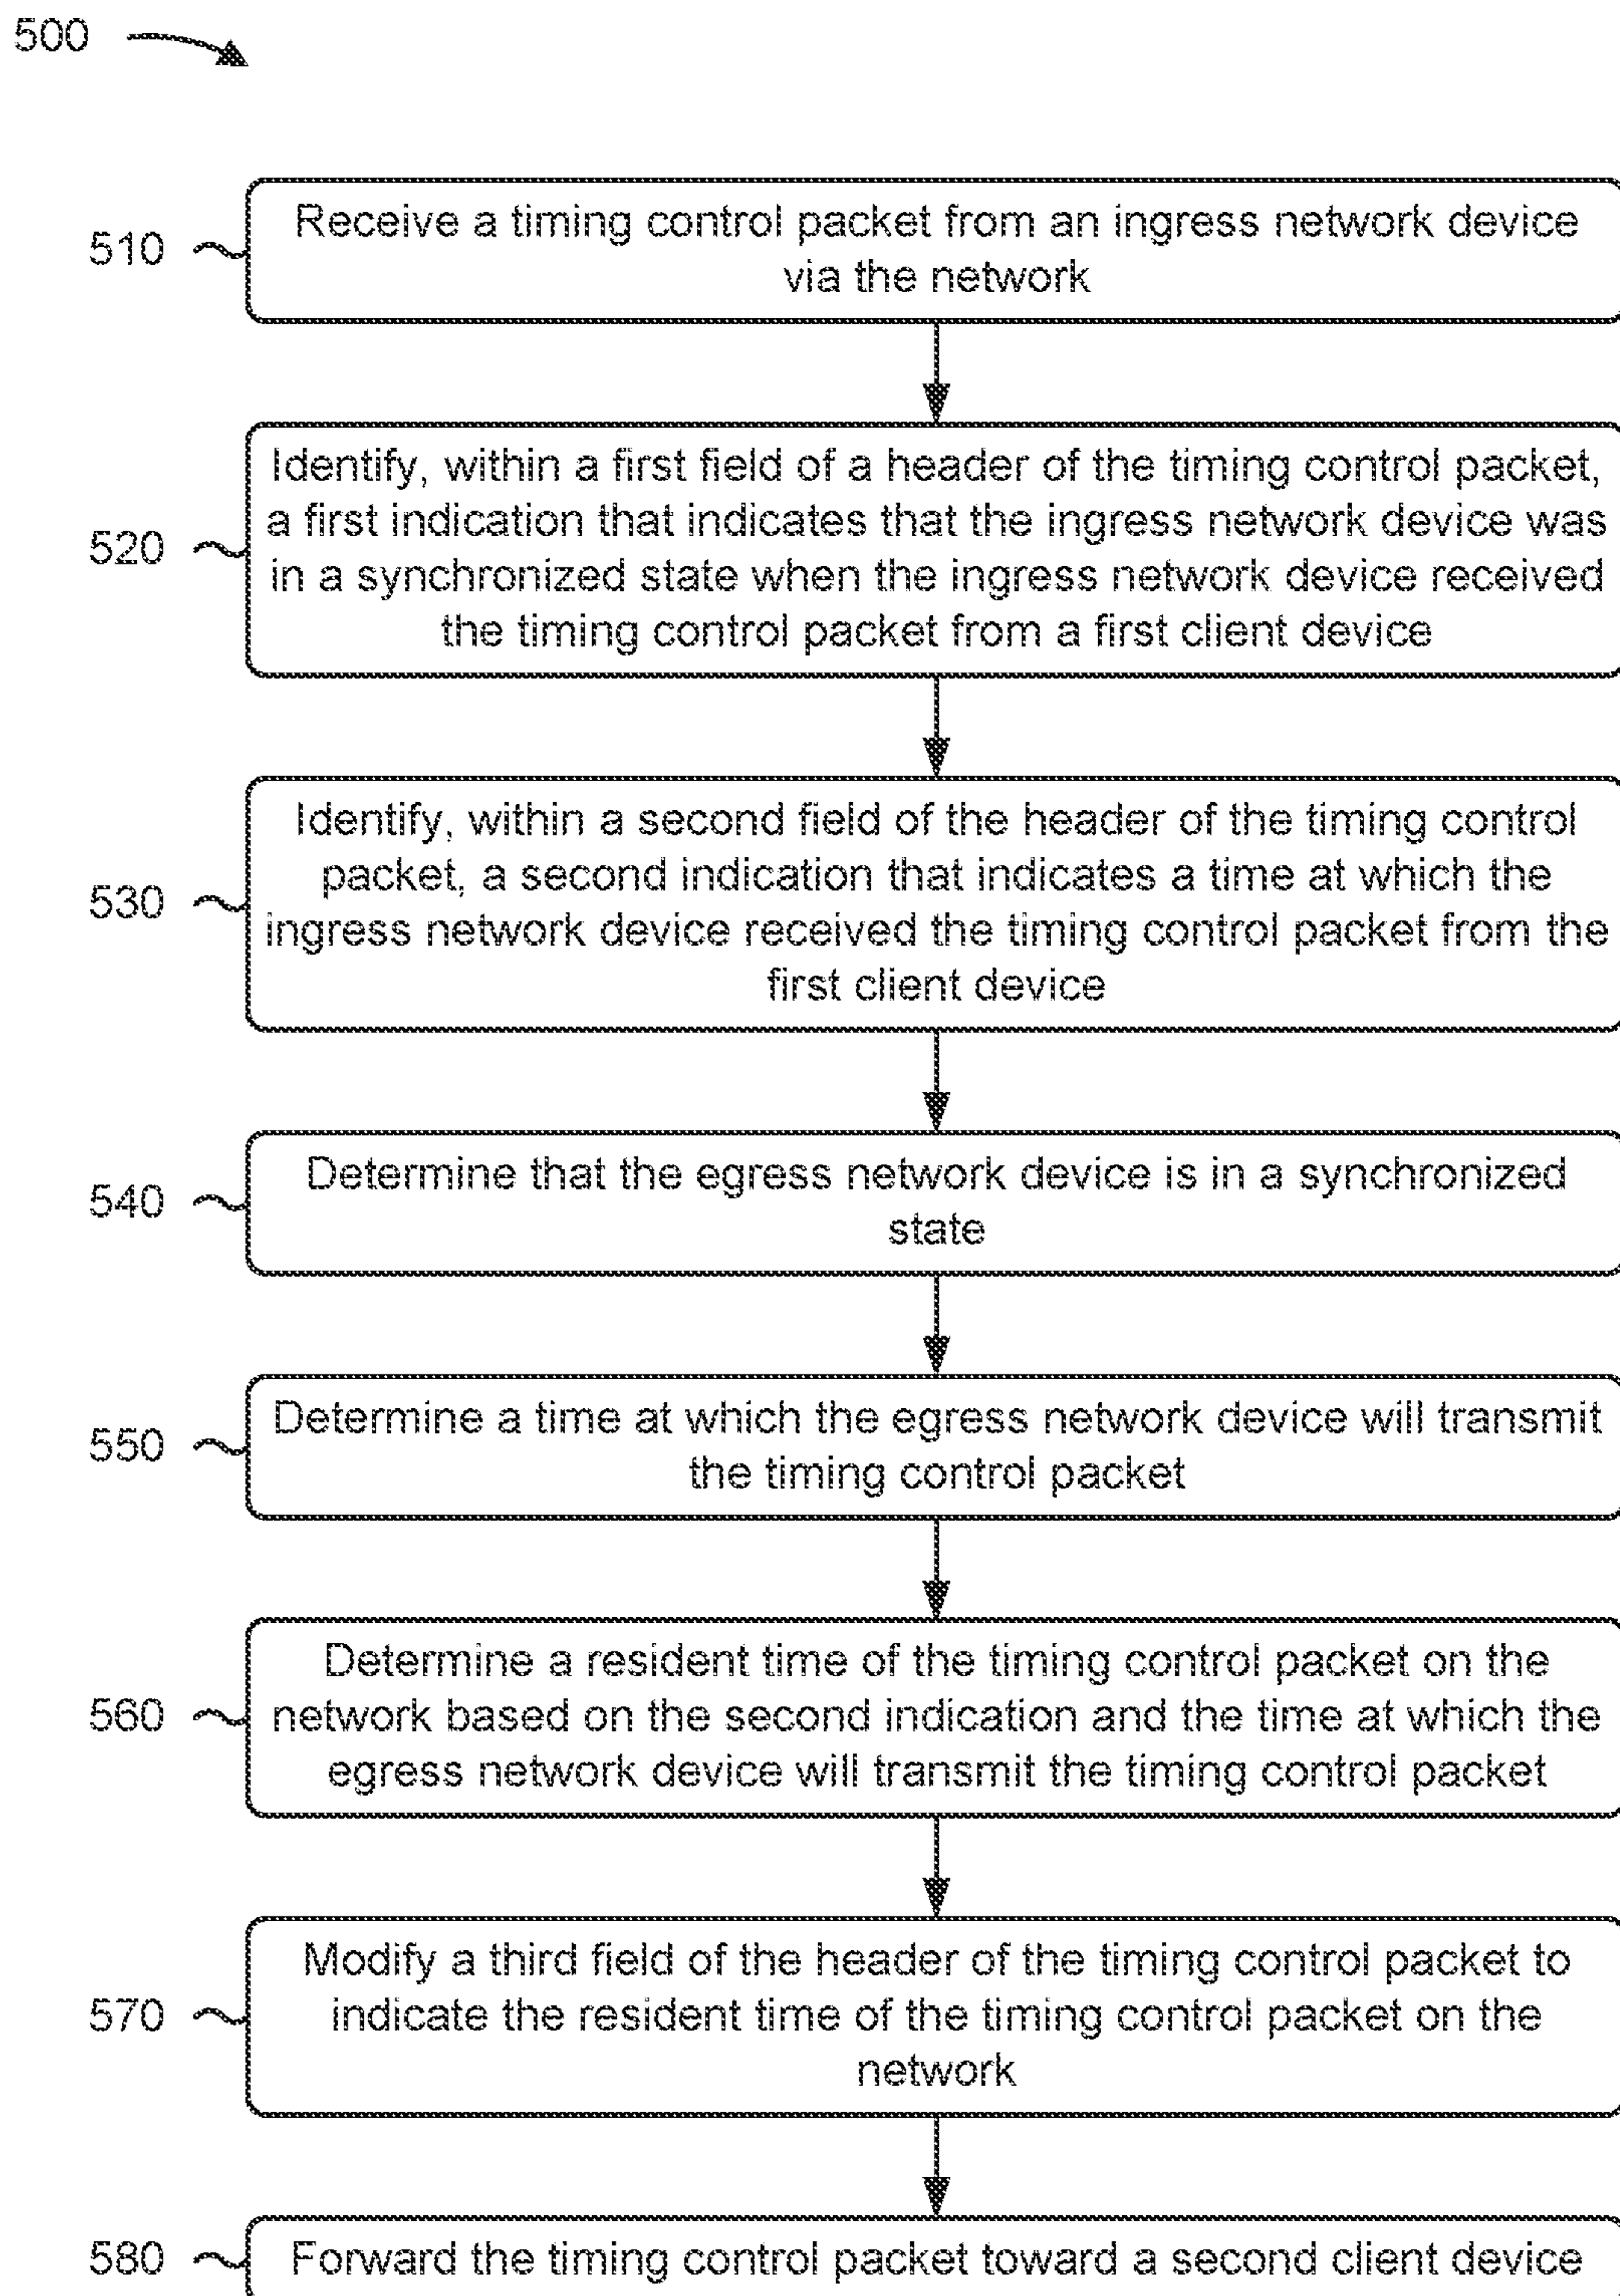 500
510
Receive a timing control packet from an ingress network device
via the network
520
Identify, within a first field of a header of the timing control packet,
a first indication that indicates that the ingress network device was
in a synchronized state when the ingress network device received
the timing control packet from a first client device
530
Identify, within a second field of the header of the timing control
packet, a second indication that indicates a time at which the
ingress network device received the timing control packet from the
first client device
540
Determine that the egress network device is in a synchronized
state
550
Determine a time at which the egress network device will transmit
the timing control packet
560
Determine a resident time of the timing control packet on the
network based on the second indication and the time at which the
egress network device will transmit the timing control packet
570
Modify a third field of the header of the timing control packet to
indicate the resident time of the timing control packet on the
network
580
Forward the timing control packet toward a second client device